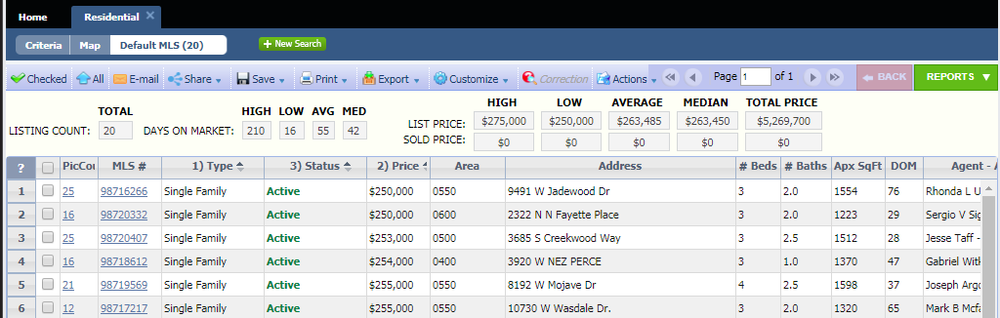 Home Residential ×
Criteria Map Default MLS (20) + New Search
Checked All E-mail Share Save Print Export Customize Correction Actions Page 1 of 1 BACK REPORTS
TOTAL HIGH LOW AVG MED HIGH LOW AVERAGE MEDIAN TOTAL PRICE
LISTING COUNT: 20 DAYS ON MARKET: 210 16 55 42 LIST PRICE: $275,000 $250,000 $263,485 $263,450 $5,269,700
SOLD PRICE: $0 $0 $0 $0 $0
? PicCou MLS # 1) Type 3) Status 2) Price Area Address # Beds # Baths Apx SqFt DOM Agent - A
1 25 98716266 Single Family Active $250,000 0550 9491 W Jadewood Dr 3 2.0 1554 76 Rhonda L U
2 16 98720332 Single Family Active $250,000 0600 2322 N N Fayette Place 3 2.0 1223 29 Sergio V Sig
3 25 98720407 Single Family Active $253,000 0500 3685 S Creekwood Way 3 2.5 1512 28 Jesse Taff -
4 16 98718612 Single Family Active $254,000 0400 3920 W NEZ PERCE 3 1.0 1370 47 Gabriel Witk
5 21 98719569 Single Family Active $255,000 0550 8192 W Mojave Dr 4 2.5 1598 37 Joseph Argo
6 12 98717217 Single Family Active $255,000 0550 10730 W Wasdale Dr. 3 2.0 1320 65 Mark B Mcfa